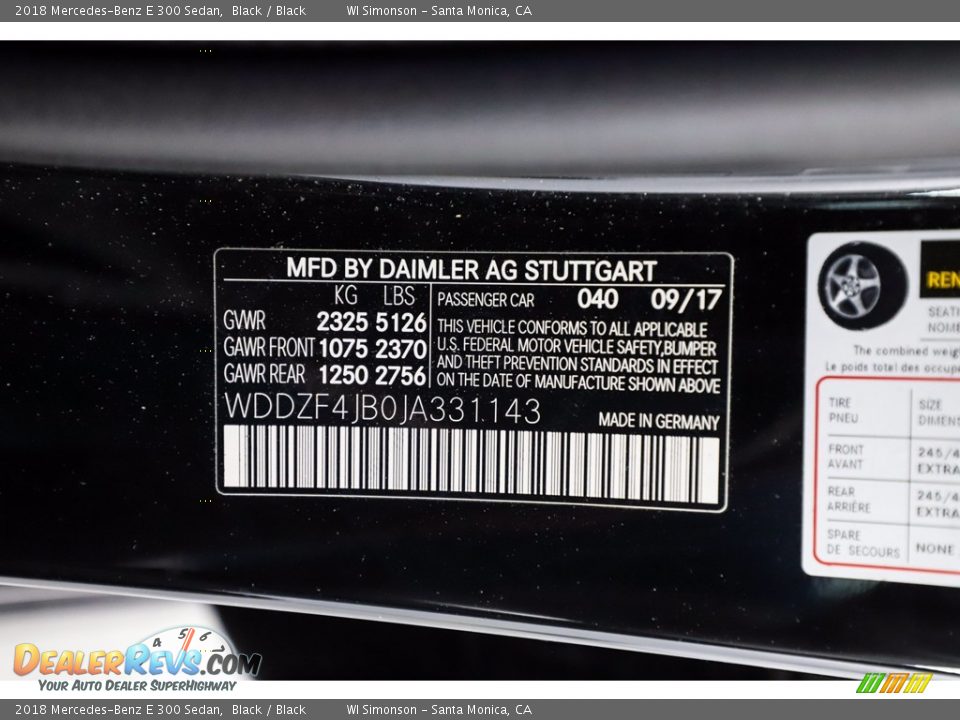 2018 Mercedes-Benz E 300 Sedan, Black / Black WI Simonson - Santa Monica, CA
MFD BY DAIMLER AG STUTTGART
KG LBS
GVWR 2325 5126
GAWR FRONT 1075 2370
GAWR REAR 1250 2756
PASSENGER CAR 040 09/17
THIS VEHICLE CONFORMS TO ALL APPLICABLE
U.S. FEDERAL MOTOR VEHICLE SAFETY,BUMPER
AND THEFT PREVENTION STANDARDS IN EFFECT
ON THE DATE OF MANUFACTURE SHOWN ABOVE
WDDZF4JB0JA331143
MADE IN GERMANY
The combined
Le poids total des
TIRE
PNEU
SIZE
FRONT
AVANT
245/4
EXTRA
REAR
ARRIÈRE
245/4
EXTRA
SPARE
DE SECOURS
NONE
4 5 6
DEALERREVS.COM
YOUR AUTO DEALER SUPERHIGHWAY
2018 Mercedes-Benz E 300 Sedan, Black / Black WI Simonson - Santa Monica, CA